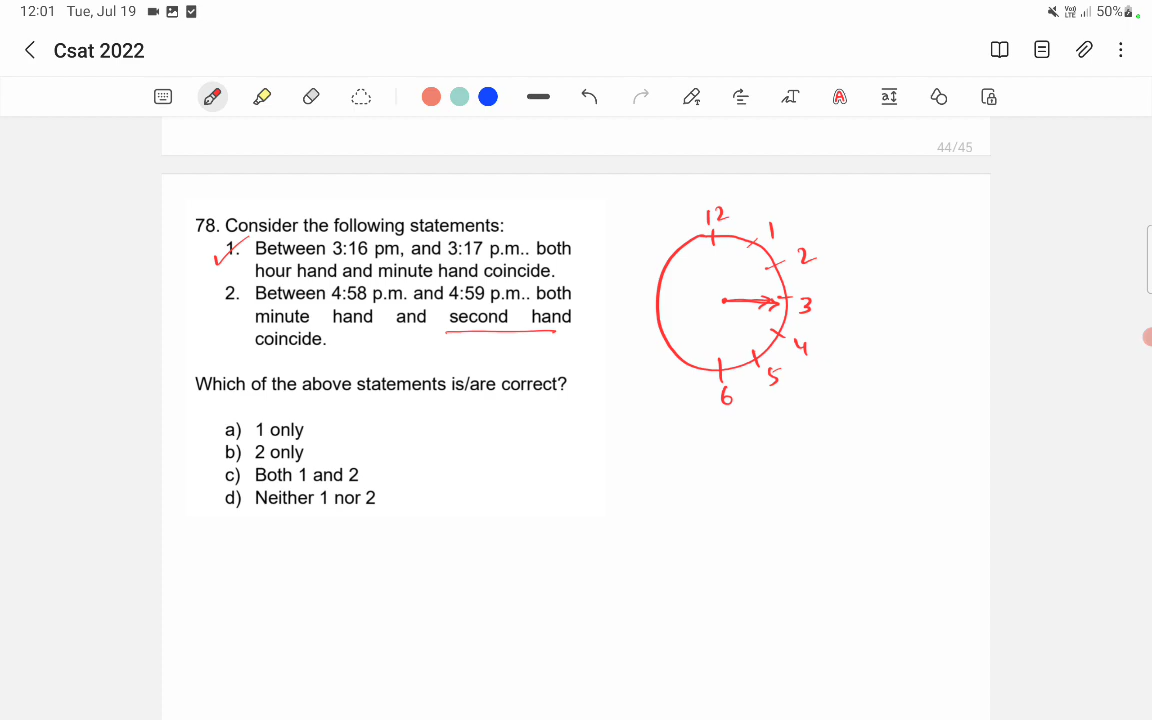 12:01 Tue, Jul 19 50%
Csat 2022
44/45
78. Consider the following statements:
1. Between 3:16 pm, and 3:17 p.m.. both
hour hand and minute hand coincide.
2. Between 4:58 p.m. and 4:59 p.m.. both
minute hand and second hand
coincide.
Which of the above statements is/are correct?
a) 1 only
b) 2 only
c) Both 1 and 2
d) Neither 1 nor 2
12
1
2
3
4
5
6